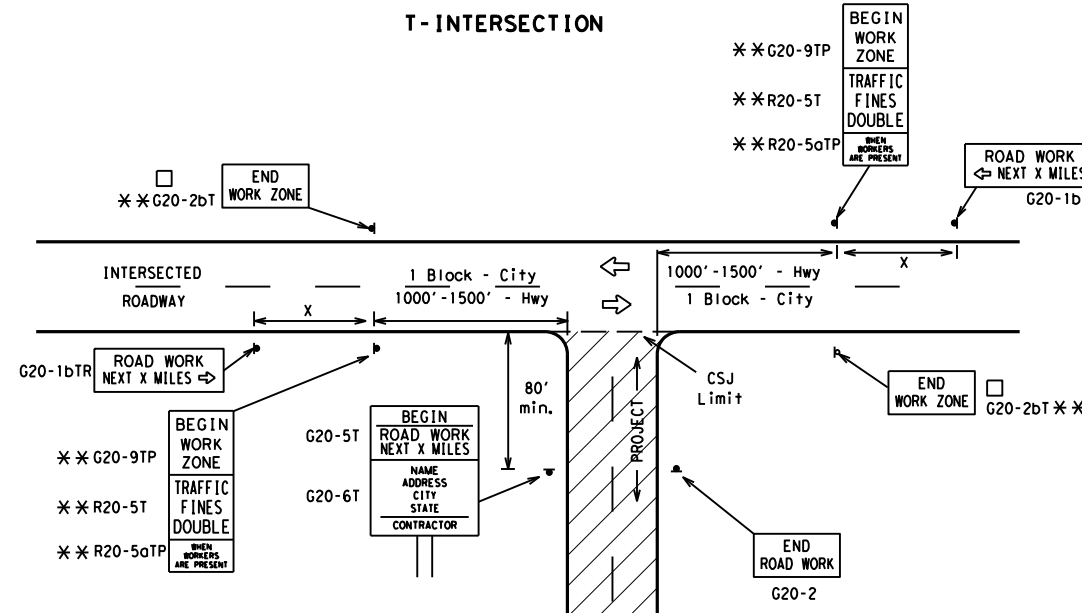 T-INTERSECTION
BEGIN
WORK
ZONE
TRAFFIC
FINES
DOUBLE
WHEN
WORKERS
ARE PRESENT
**G20-9TP
**R20-5T
**R20-5aTP
ROAD WORK
⇦ NEXT X MILES
G20-1b
□
**G20-2bT
END
WORK ZONE
INTERSECTED
ROADWAY
X
1 Block - City
1000'-1500' - Hwy
1000'-1500' - Hwy
1 Block - City
X
G20-1bTR
ROAD WORK
NEXT X MILES ⇨
80'
min.
CSJ
Limit
PROJECT
END
WORK ZONE
□
G20-2bT **
**G20-9TP
**R20-5T
**R20-5aTP
BEGIN
WORK
ZONE
TRAFFIC
FINES
DOUBLE
WHEN
WORKERS
ARE PRESENT
G20-5T
G20-6T
BEGIN
ROAD WORK
NEXT X MILES
NAME
ADDRESS
CITY
STATE
CONTRACTOR
END
ROAD WORK
G20-2